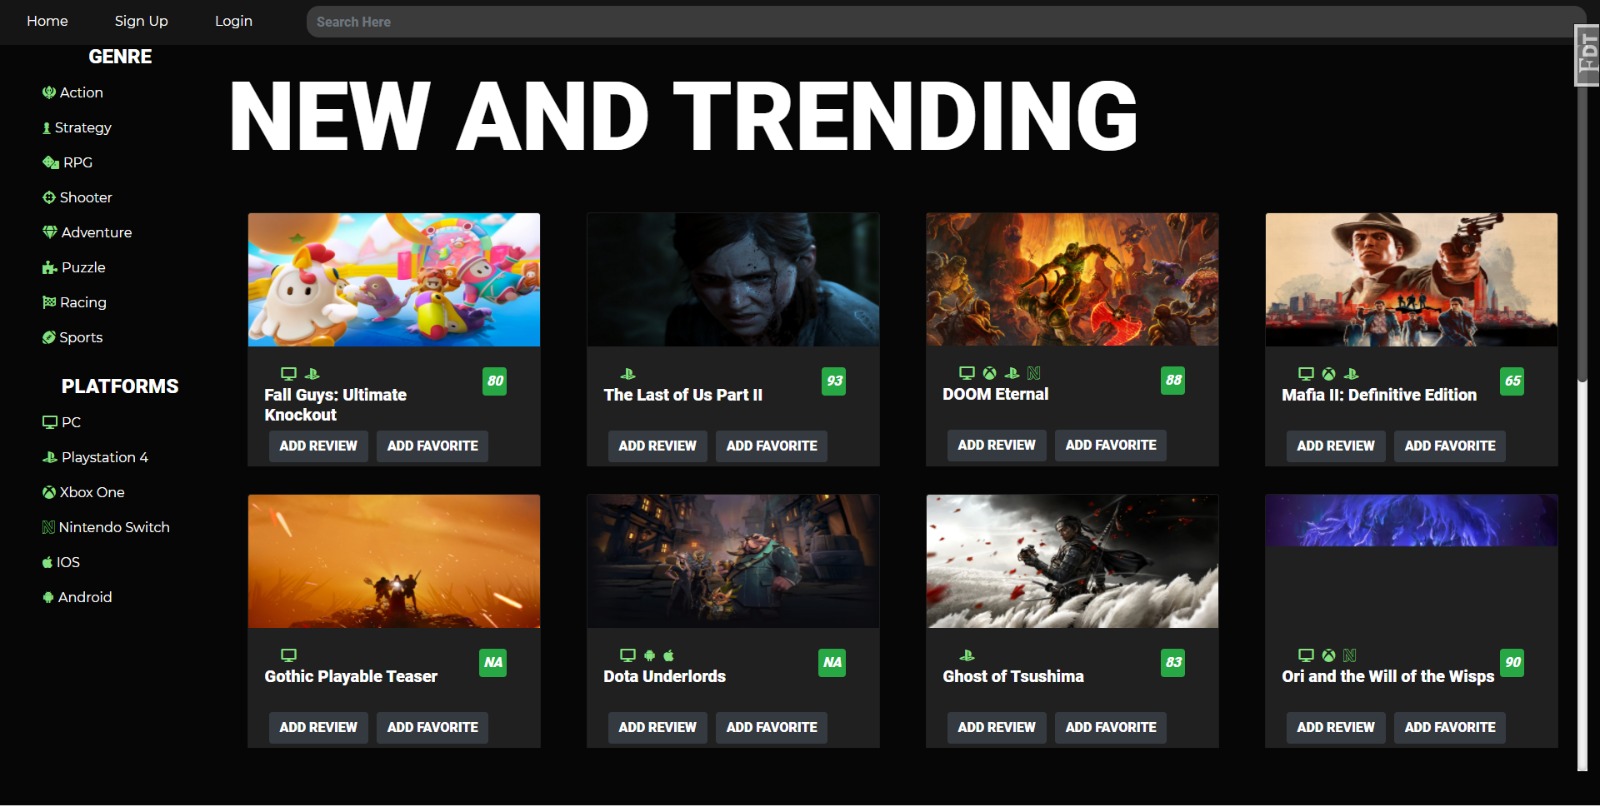 Home
Sign Up
Login
Search Here
FDT
GENRE
Action
Strategy
RPG
Shooter
Adventure
Puzzle
Racing
Sports
PLATFORMS
PC
Playstation 4
Xbox One
Nintendo Switch
IOS
Android
NEW AND TRENDING
80
Fall Guys: Ultimate
Knockout
ADD REVIEW
ADD FAVORITE
93
The Last of Us Part II
ADD REVIEW
ADD FAVORITE
88
DOOM Eternal
ADD REVIEW
ADD FAVORITE
65
Mafia II: Definitive Edition
ADD REVIEW
ADD FAVORITE
NA
Gothic Playable Teaser
ADD REVIEW
ADD FAVORITE
NA
Dota Underlords
ADD REVIEW
ADD FAVORITE
83
Ghost of Tsushima
ADD REVIEW
ADD FAVORITE
90
Ori and the Will of the Wisps
ADD REVIEW
ADD FAVORITE